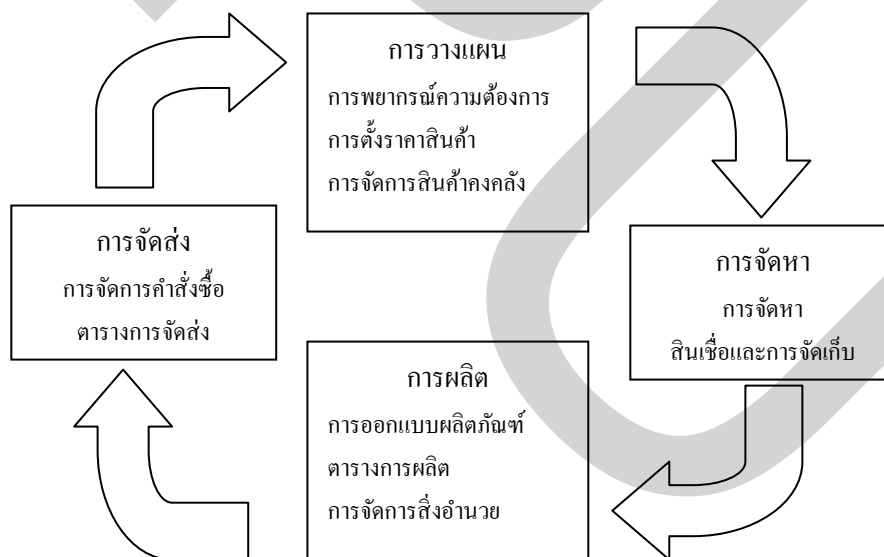 การวางแผน
การพยากรณ์ความต้องการ
การตั้งราคาสินค้า
การจัดการสินค้าคงคลัง
การจัดหา
การจัดหา
สินเชื่อและการจัดเก็บ
การผลิต
การออกแบบผลิตภัณฑ์
ตารางการผลิต
การจัดการสิ่งอำนวย
การจัดส่ง
การจัดการคำสั่งซื้อ
ตารางการจัดส่ง